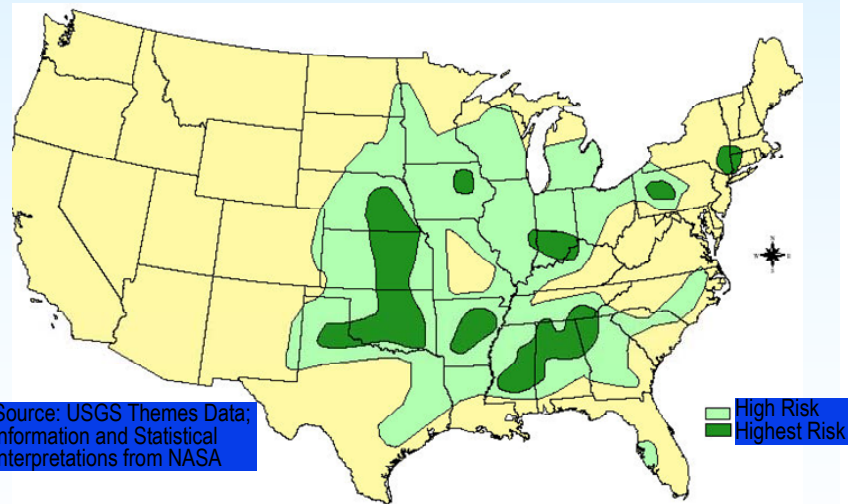 N
W E
S
Source: USGS Themes Data;
nformation and Statistical
nterpretations from NASA
High Risk
Highest Risk